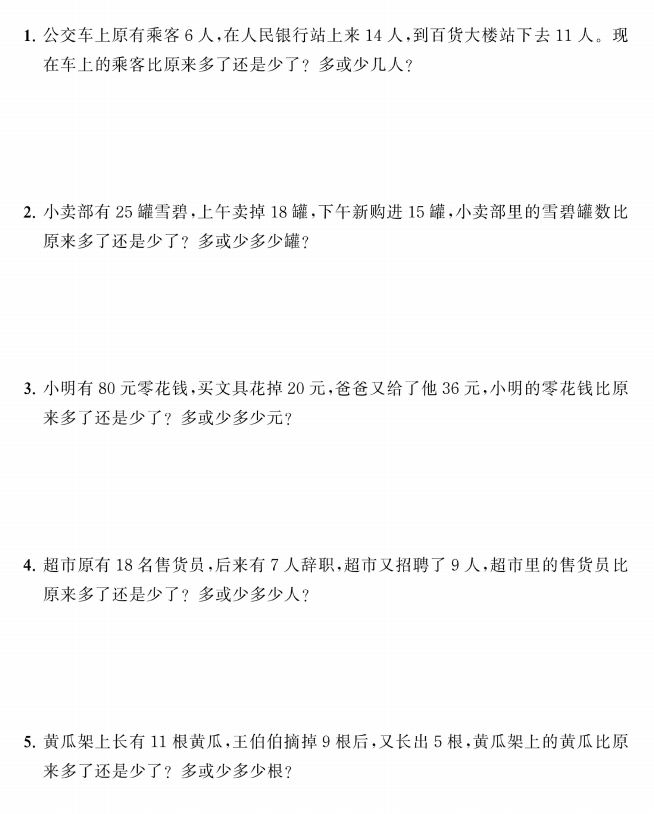 1. 公交车上原有乘客 6 人,在人民银行站上来 14 人,到百货大楼站下去 11 人。现
在车上的乘客比原来多了还是少了? 多或少几人?
2. 小卖部有 25 罐雪碧,上午卖掉 18 罐,下午新购进 15 罐,小卖部里的雪碧罐数比
原来多了还是少了? 多或少多少罐?
3. 小明有 80 元零花钱,买文具花掉 20 元,爸爸又给了他 36 元,小明的零花钱比原
来多了还是少了? 多或少多少元?
4. 超市原有 18 名售货员,后来有 7 人辞职,超市又招聘了 9 人,超市里的售货员比
原来多了还是少了? 多或少多少人?
5. 黄瓜架上长有 11 根黄瓜,王伯伯摘掉 9 根后,又长出 5 根,黄瓜架上的黄瓜比原
来多了还是少了? 多或少多少根?